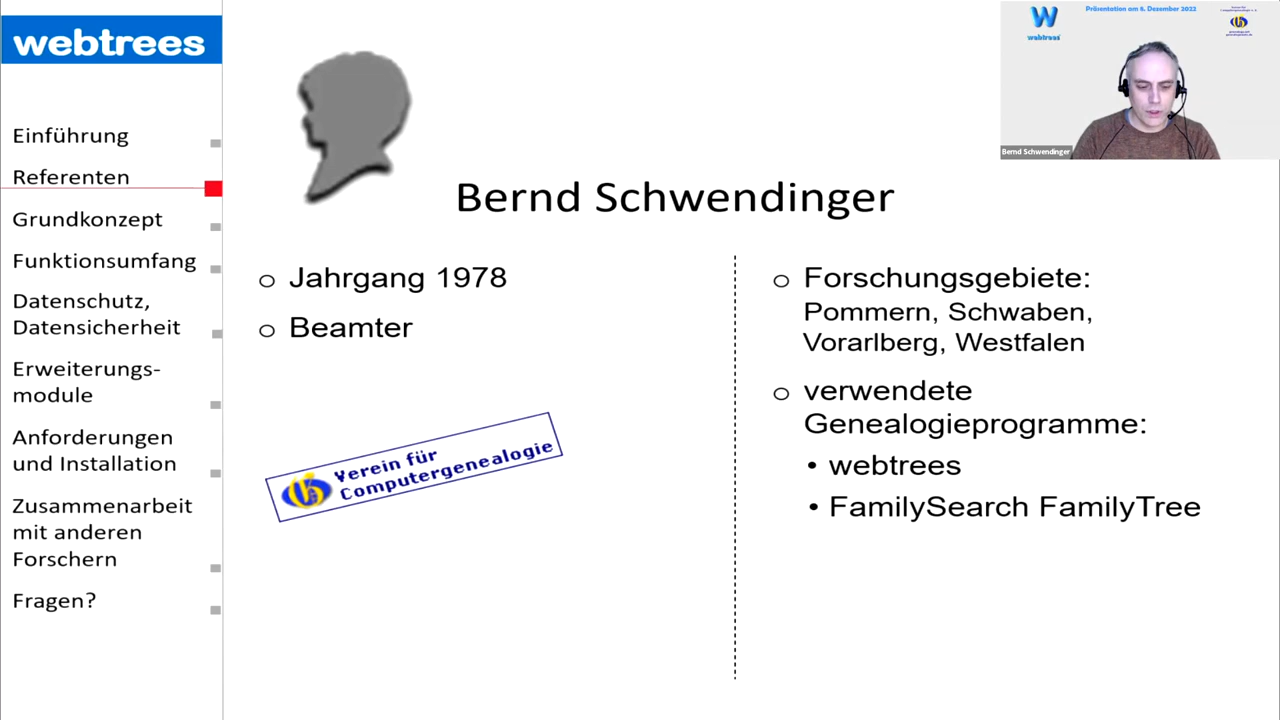 webtrees
Einführung
Referenten
Grundkonzept
Funktionsumfang
Datenschutz,
Datensicherheit
Erweiterungs-
module
Anforderungen
und Installation
Zusammenarbeit
mit anderen
Forschern
Fragen?
Bernd Schwendinger
o Jahrgang 1978
o Beamter
Verein für
Computergenealogie
o Forschungsgebiete:
Pommern, Schwaben,
Vorarlberg, Westfalen
o verwendete
Genealogieprogramme:
• webtrees
• FamilySearch FamilyTree
Präsentation am 6. Dezember 2022
webtrees
Bernd Schwendinger